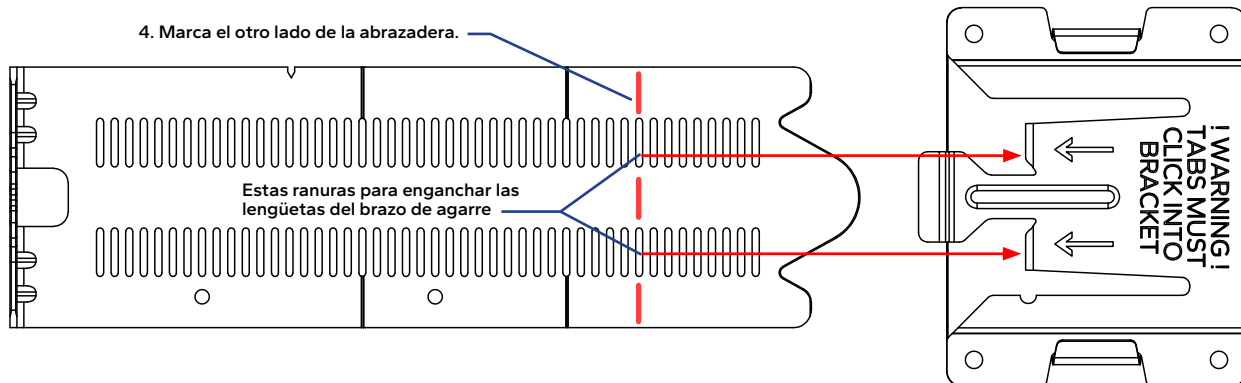 4. Marca el otro lado de la abrazadera.
Estas ranuras para enganchar las
lengüetas del brazo de agarre
! WARNING !
TABS MUST
CLICK INTO
BRACKET